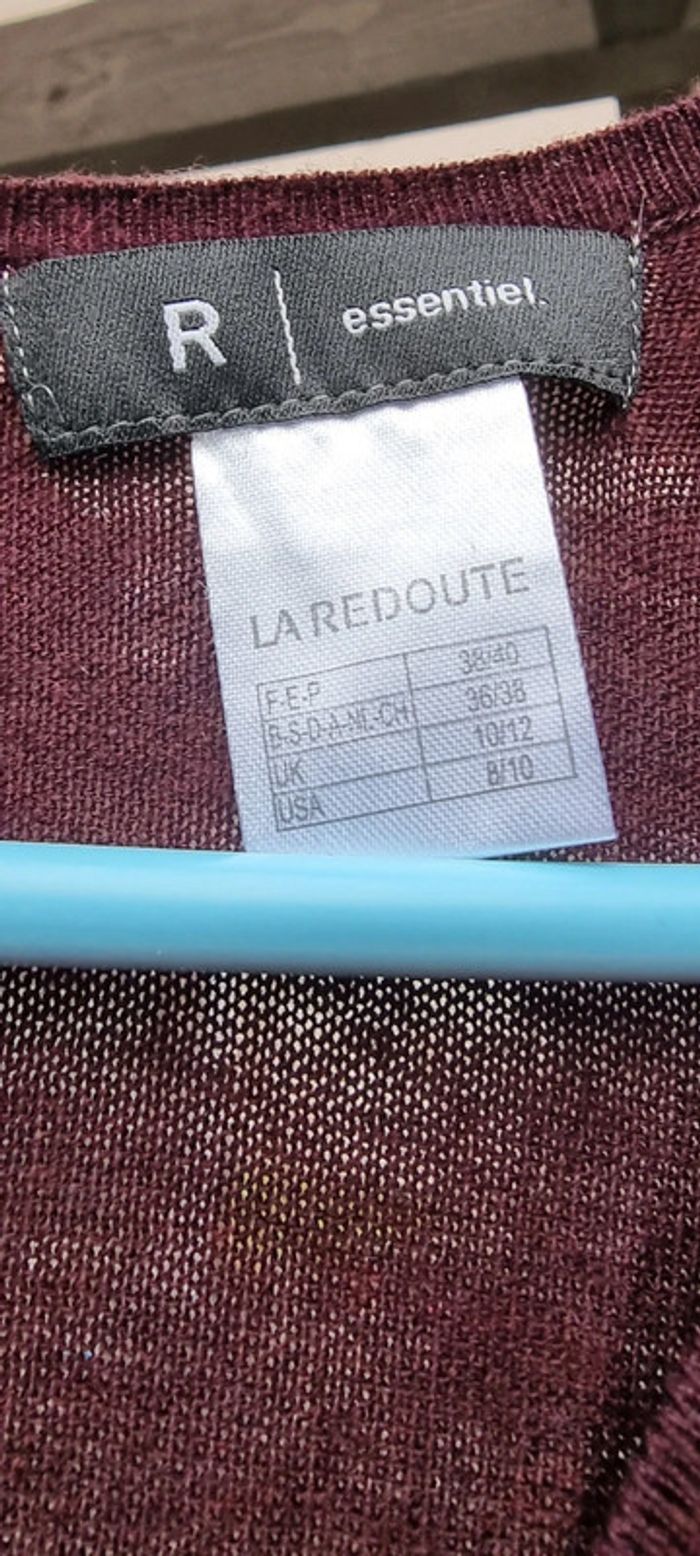 R | essentiel.
LA REDOUTE
F-E-P 38/40
B-S-D-A-NL-CH 36/38
UK 10/12
USA 8/10